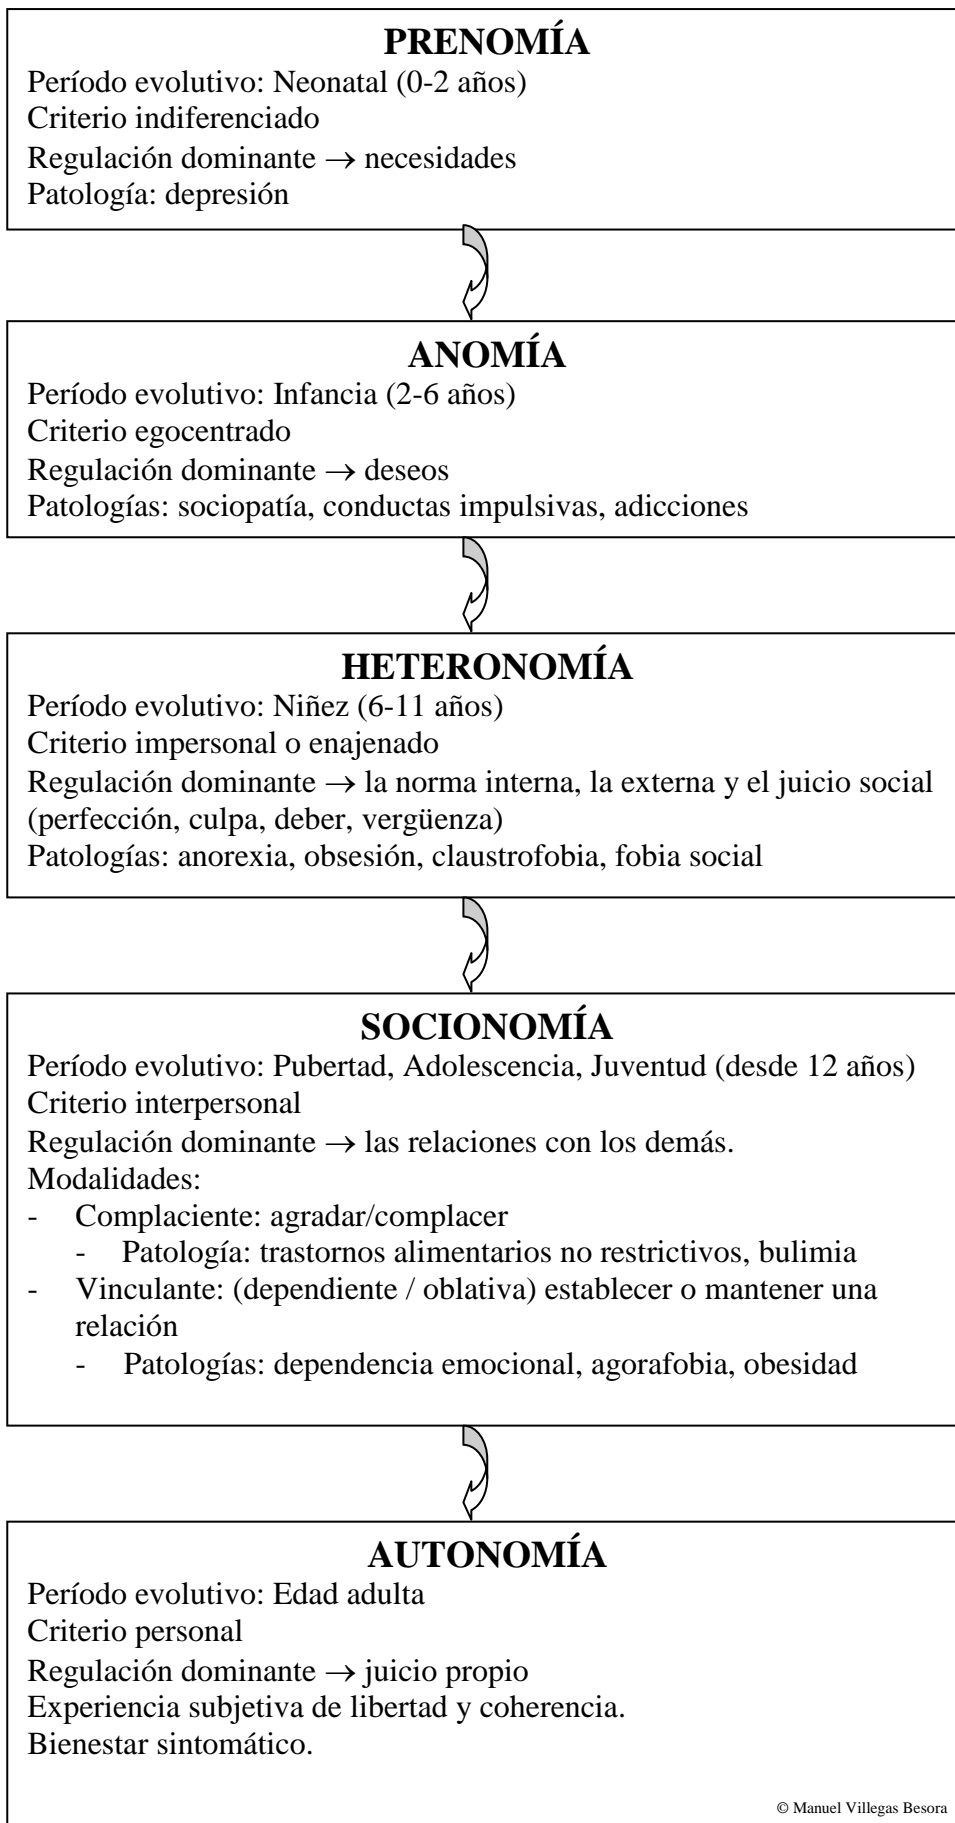 PRENOMÍA
Período evolutivo: Neonatal (0-2 años)
Criterio indiferenciado
Regulación dominante → necesidades
Patología: depresión
ANOMÍA
Período evolutivo: Infancia (2-6 años)
Criterio egocentrado
Regulación dominante → deseos
Patologías: sociopatía, conductas impulsivas, adicciones
HETERONOMÍA
Período evolutivo: Niñez (6-11 años)
Criterio impersonal o enajenado
Regulación dominante → la norma interna, la externa y el juicio social
(perfección, culpa, deber, vergüenza)
Patologías: anorexia, obsesión, claustrofobia, fobia social
SOCIONOMÍA
Período evolutivo: Pubertad, Adolescencia, Juventud (desde 12 años)
Criterio interpersonal
Regulación dominante → las relaciones con los demás.
Modalidades:
- Complaciente: agradar/complacer
- Patología: trastornos alimentarios no restrictivos, bulimia
- Vinculante: (dependiente / oblativa) establecer o mantener una
relación
- Patologías: dependencia emocional, agorafobia, obesidad
AUTONOMÍA
Período evolutivo: Edad adulta
Criterio personal
Regulación dominante → juicio propio
Experiencia subjetiva de libertad y coherencia.
Bienestar sintomático.
© Manuel Villegas Besora